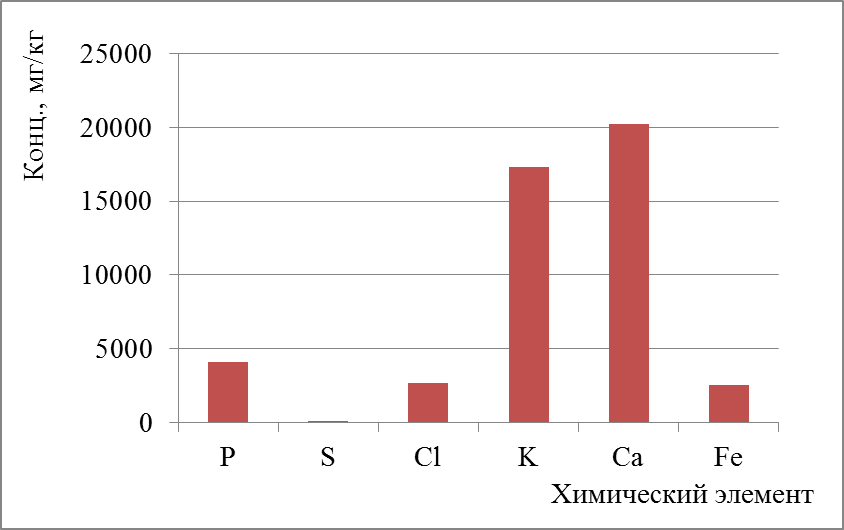 Конц., мг/кг
25000
20000
15000
10000
5000
0
P S Cl K Ca Fe
Химический элемент